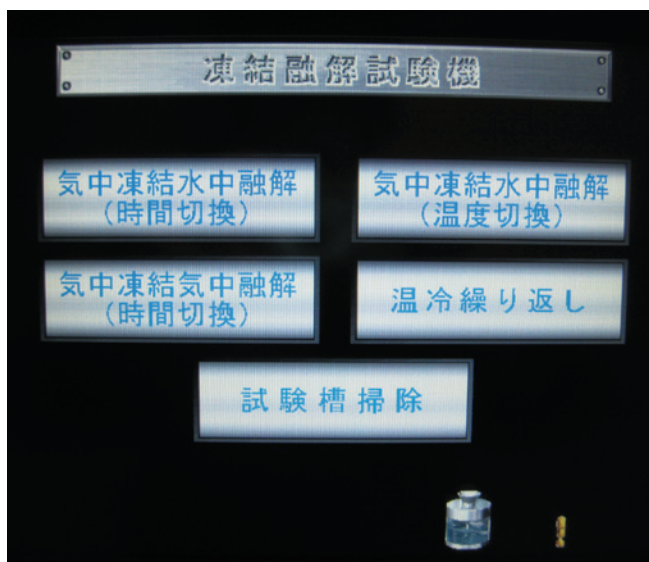 凍結融解試験機
気中凍結水中融解
(時間切換)
気中凍結水中融解
(温度切換)
気中凍結気中融解
(時間切換)
温冷繰り返し
試験槽掃除